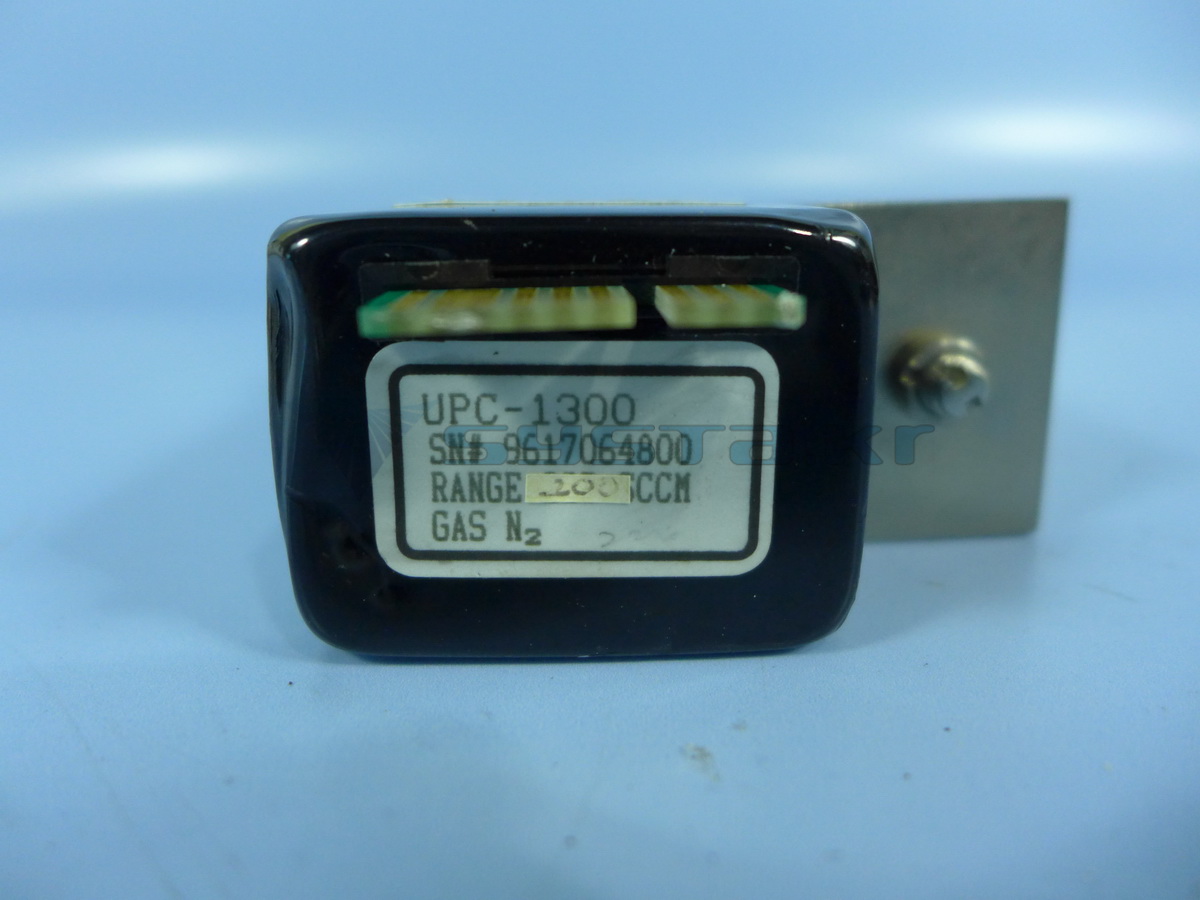 UPC-1300
SN# 9617064800
RANGE 200 SCCM
GAS N₂